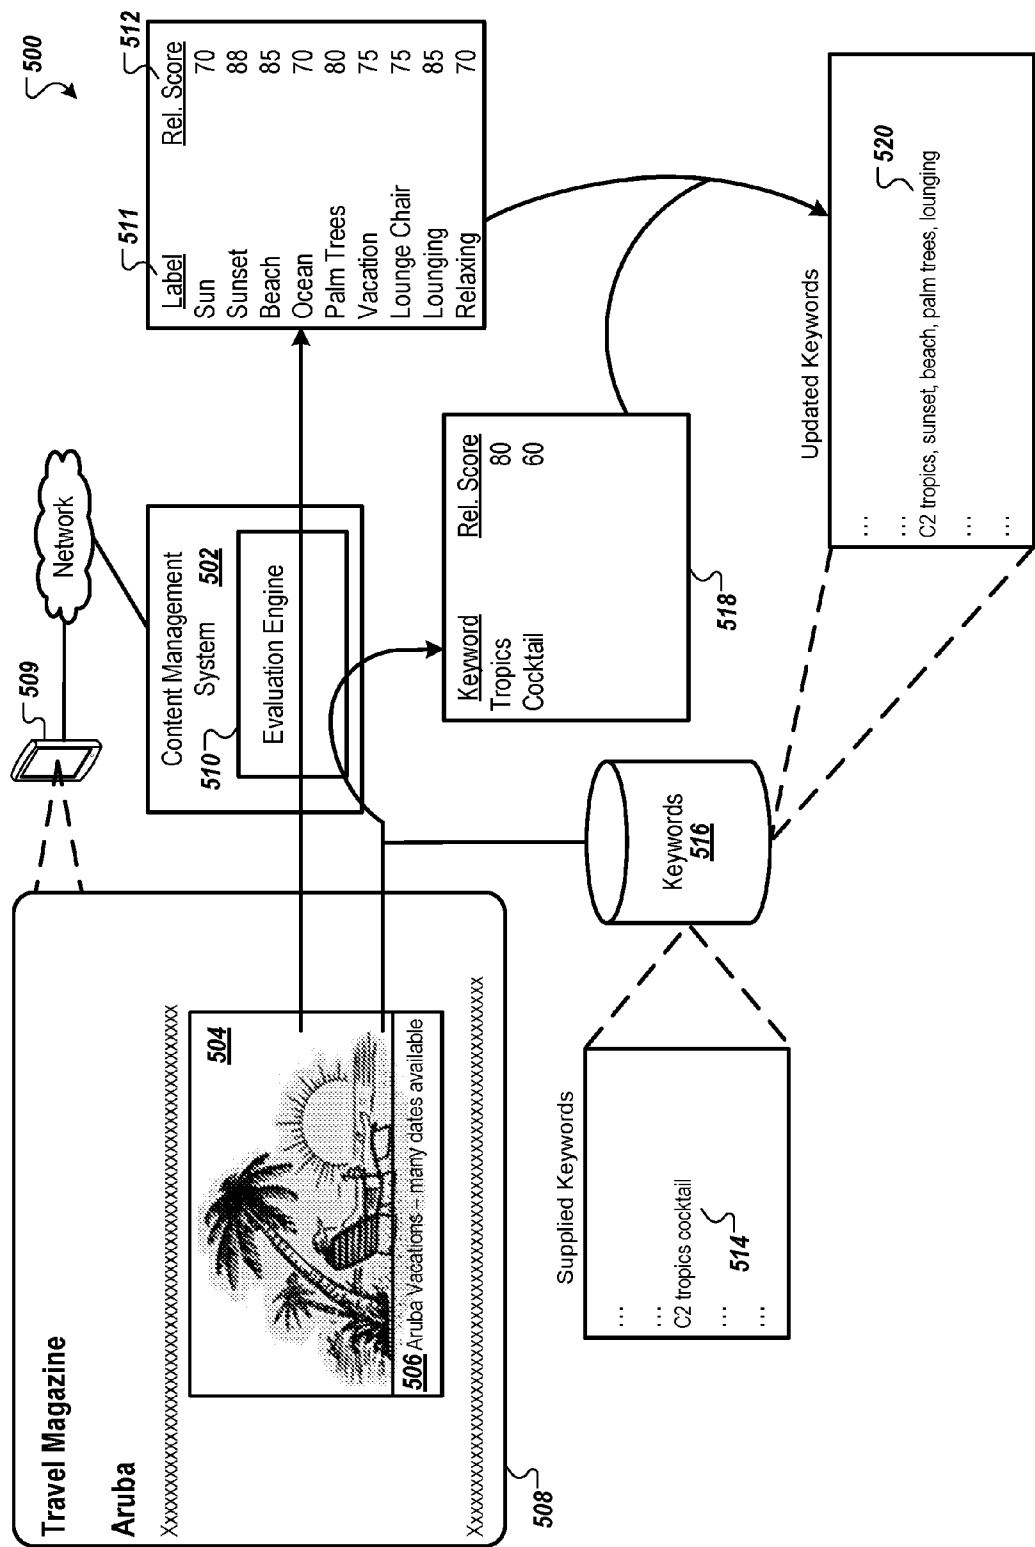 500
Travel Magazine
Aruba
Xxxxxxxxxxxxxxxxxxxxxxxxxxxxxxxxxxxxxxxxxxxxx
504
506 Aruba Vacations – many dates available
Xxxxxxxxxxxxxxxxxxxxxxxxxxxxxxxxxxxxxxxxxxxxx
508
509
Network
Content Management
System 502
510
Evaluation Engine
511
512
Label Rel. Score
Sun 70
Sunset 88
Beach 85
Ocean 70
Palm Trees 80
Vacation 75
Lounge Chair 75
Lounging 85
Relaxing 70
Keyword Rel. Score
Tropics 80
Cocktail 60
518
Keywords
516
Supplied Keywords
...
...
C2 tropics cocktail
514
...
...
Updated Keywords
...
...
C2 tropics, sunset, beach, palm trees, lounging
520
...
...